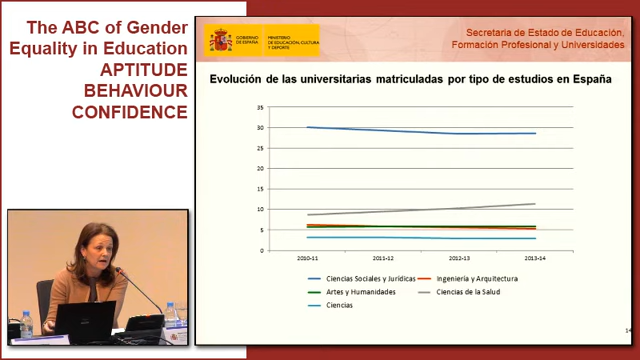 The ABC of Gender
Equality in Education
APTITUDE
BEHAVIOUR
CONFIDENCE
GOBIERNO
DE ESPAÑA
MINISTERIO
DE EDUCACIÓN, CULTURA
Y DEPORTE
Secretaria de Estado de Educación,
Formación Profesional y Universidades
Evolución de las universitarias matriculadas por tipo de estudios en España
35
30
25
20
15
10
5
0
2010-11
2011-12
2012-13
2013-14
Ciencias Sociales y Jurídicas
Ingeniería y Arquitectura
Artes y Humanidades
Ciencias de la Salud
Ciencias
14